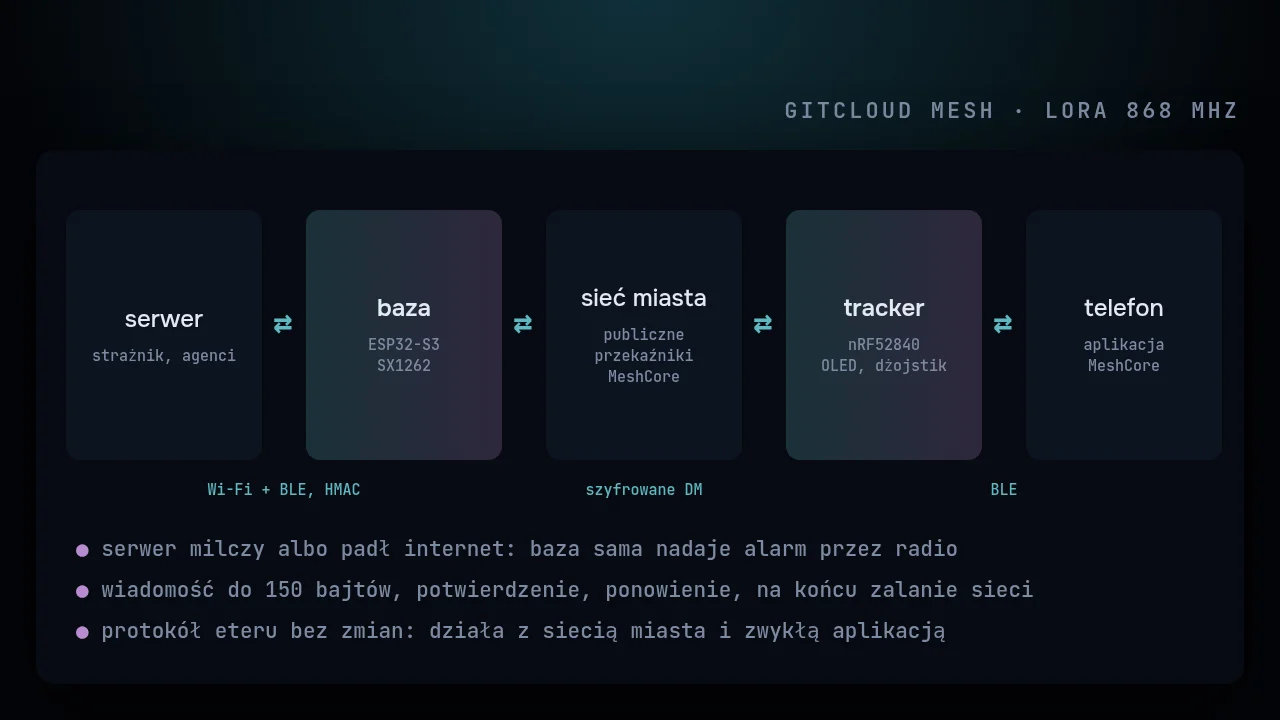 GITCLOUD MESH · LORA 868 MHZ
serwer
strażnik, agenci
⇄
baza
ESP32-S3
SX1262
⇄
sieć miasta
publiczne
przekaźniki
MeshCore
⇄
tracker
nRF52840
OLED, dżojstik
⇄
telefon
aplikacja
MeshCore
Wi-Fi + BLE, HMAC
szyfrowane DM
BLE
● serwer milczy albo padł internet: baza sama nadaje alarm przez radio
● wiadomość do 150 bajtów, potwierdzenie, ponowienie, na końcu zalanie sieci
● protokół eteru bez zmian: działa z siecią miasta i zwykłą aplikacją